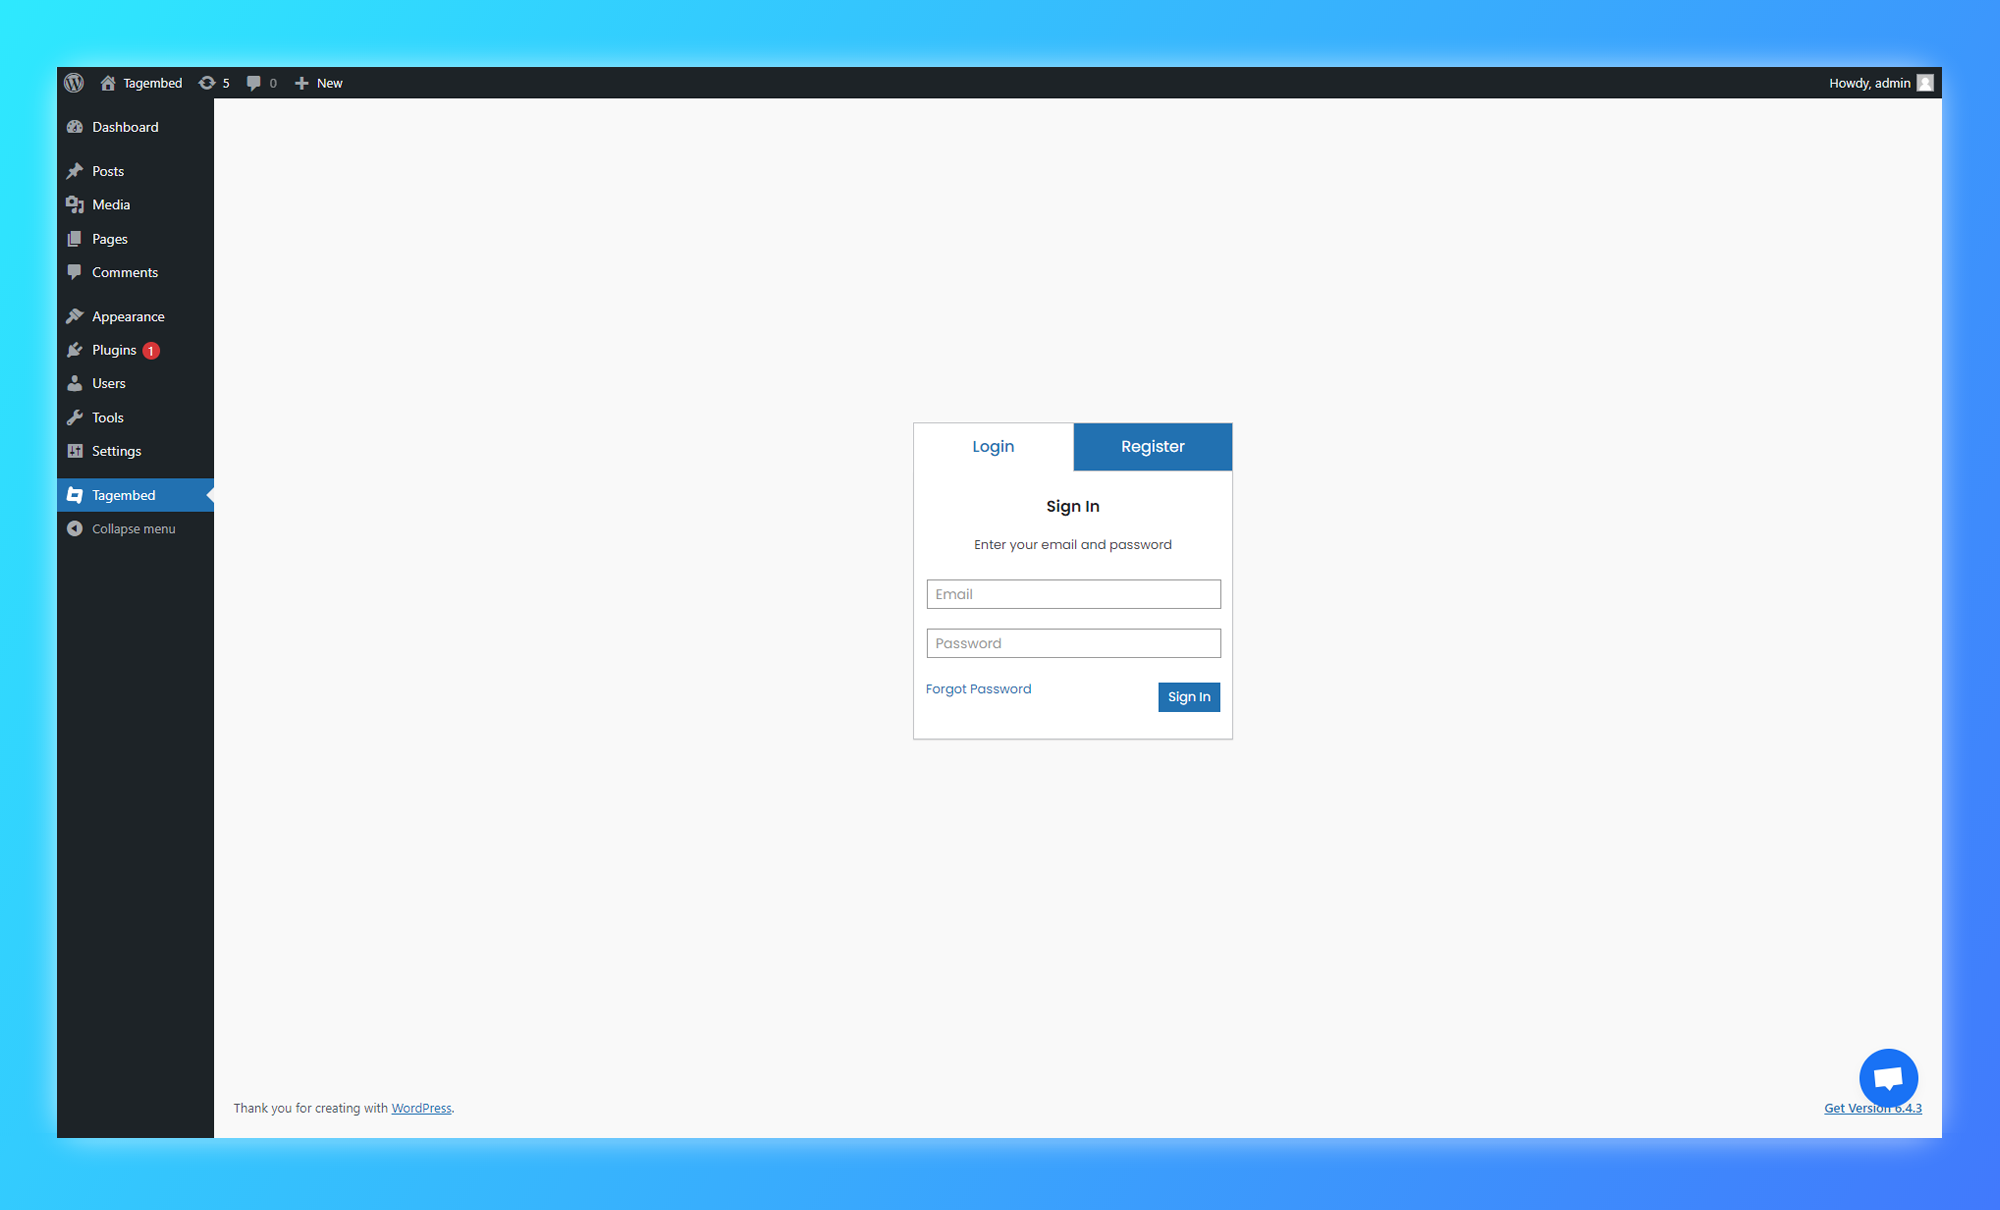 Tagembed 5 0 New Howdy, admin
Dashboard
Posts
Media
Pages
Comments
Appearance
Plugins 1
Users
Tools
Settings
Tagembed
Collapse menu
Login Register
Sign In
Enter your email and password
Email
Password
Forgot Password Sign In
Thank you for creating with WordPress. Get Version 6.4.3